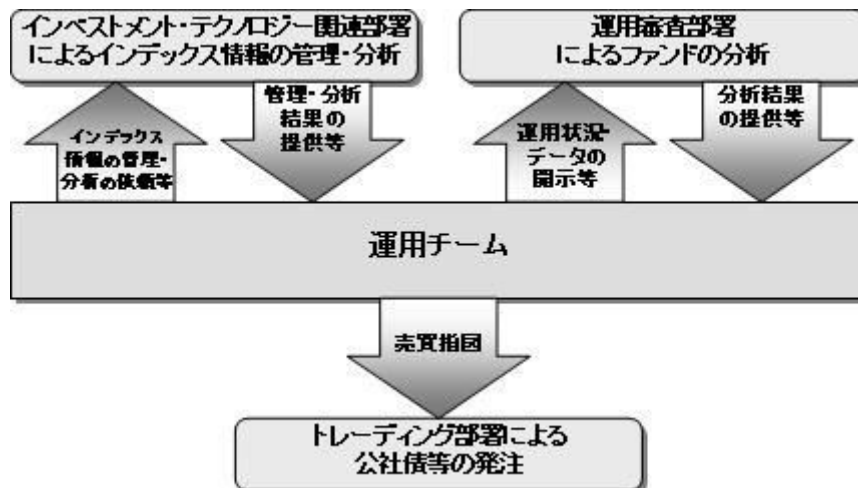 インベストメント・テクノロジー関連部署
によるインデックス情報の管理・分析
運用審査部署
によるファンドの分析
インデックス
情報の管理・
分析の依頼等
管理・分析
結果の
提供等
運用状況・
データの
開示等
分析結果
の提供等
運用チーム
売買指図
トレーディング部署による
公社債等の発注